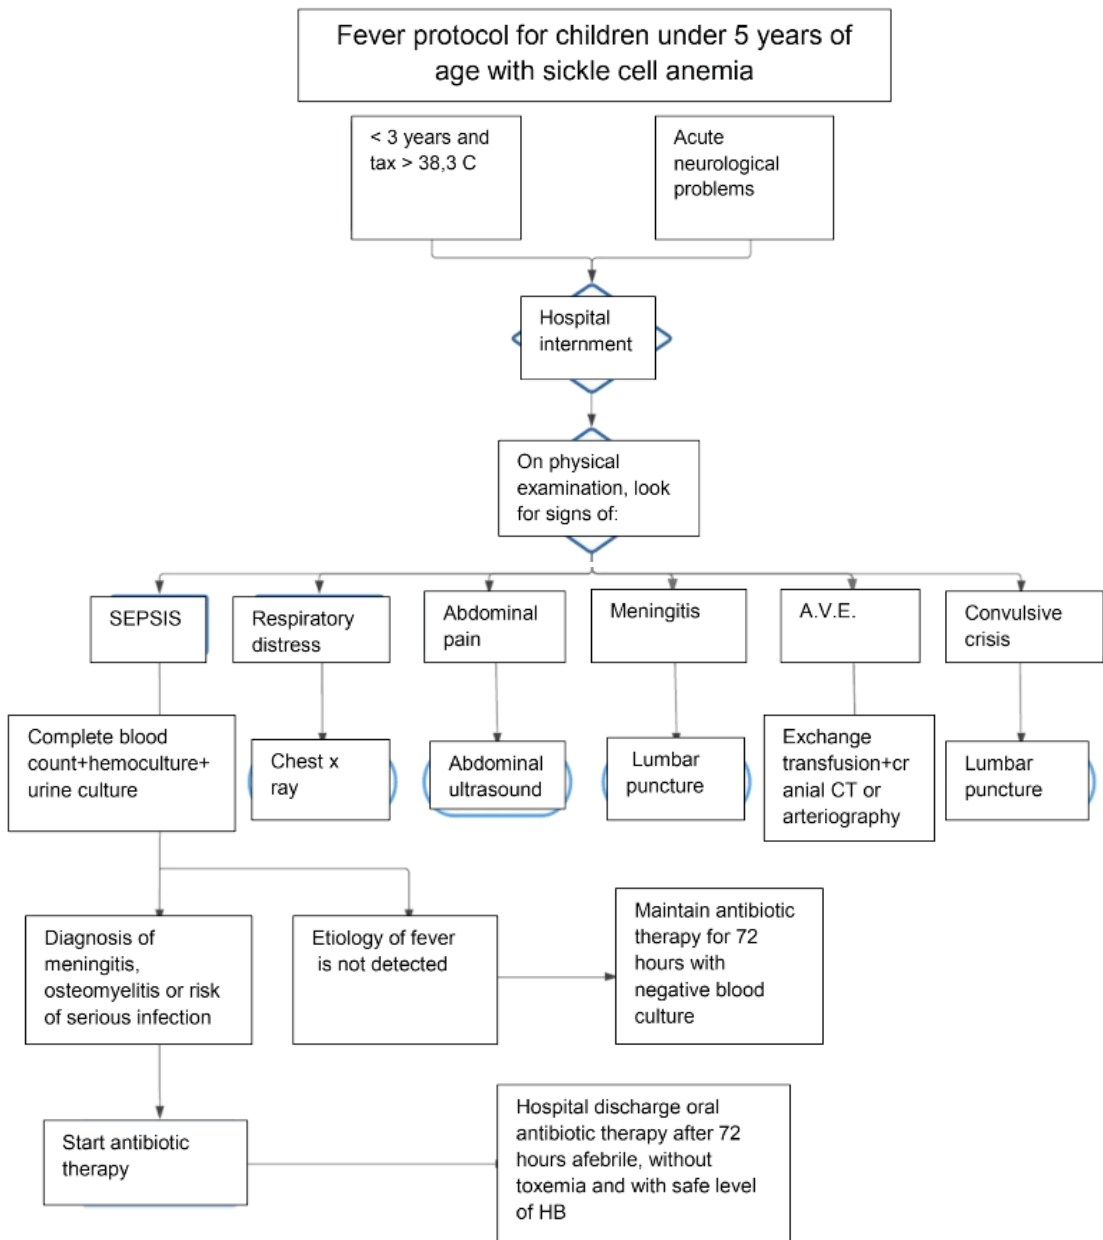 Fever protocol for children under 5 years of
age with sickle cell anemia
< 3 years and
tax > 38,3 C
Acute
neurological
problems
Hospital
internment
On physical
examination, look
for signs of:
SEPSIS
Respiratory
distress
Abdominal
pain
Meningitis
A.V.E.
Convulsive
crisis
Complete blood
count+hemoculture+
urine culture
Chest x
ray
Abdominal
ultrasound
Lumbar
puncture
Exchange
transfusion+cr
anial CT or
arteriography
Lumbar
puncture
Diagnosis of
meningitis,
osteomyelitis or risk
of serious infection
Etiology of fever
is not detected
Maintain antibiotic
therapy for 72
hours with
negative blood
culture
Start antibiotic
therapy
Hospital discharge oral
antibiotic therapy after 72
hours afebrile, without
toxemia and with safe level
of HB